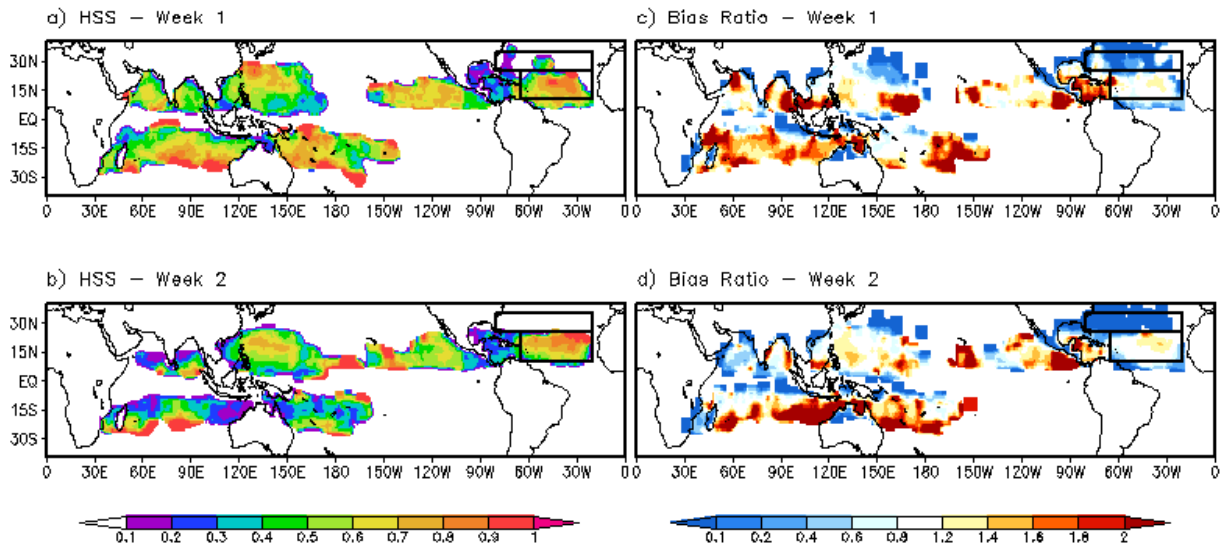 a) HSS – Week 1
30N
15N
EQ
15S
30S
0 30E 60E 90E 120E 150E 180 150W 120W 90W 60W 30W 0
c) Bias Ratio – Week 1
0 30E 60E 90E 120E 150E 180 150W 120W 90W 60W 30W 0
b) HSS – Week 2
30N
15N
EQ
15S
30S
0 30E 60E 90E 120E 150E 180 150W 120W 90W 60W 30W 0
d) Bias Ratio – Week 2
0 30E 60E 90E 120E 150E 180 150W 120W 90W 60W 30W 0
0.1 0.2 0.3 0.4 0.5 0.6 0.7 0.8 0.9 1
0.1 0.2 0.4 0.6 0.8 1.2 1.4 1.6 1.8 2